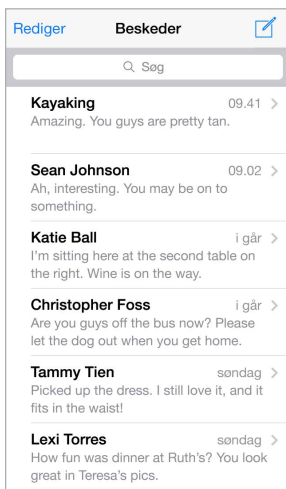 Rediger Beskeder
Søg
Kayaking 09.41
Amazing. You guys are pretty tan.
Sean Johnson 09.02
Ah, interesting. You may be on to
something.
Katie Ball i går
I'm sitting here at the second table on
the right. Wine is on the way.
Christopher Foss i går
Are you guys off the bus now? Please
let the dog out when you get home.
Tammy Tien søndag
Picked up the dress. I still love it, and it
fits in the waist!
Lexi Torres søndag
How fun was dinner at Ruth's? You look
great in Teresa's pics.